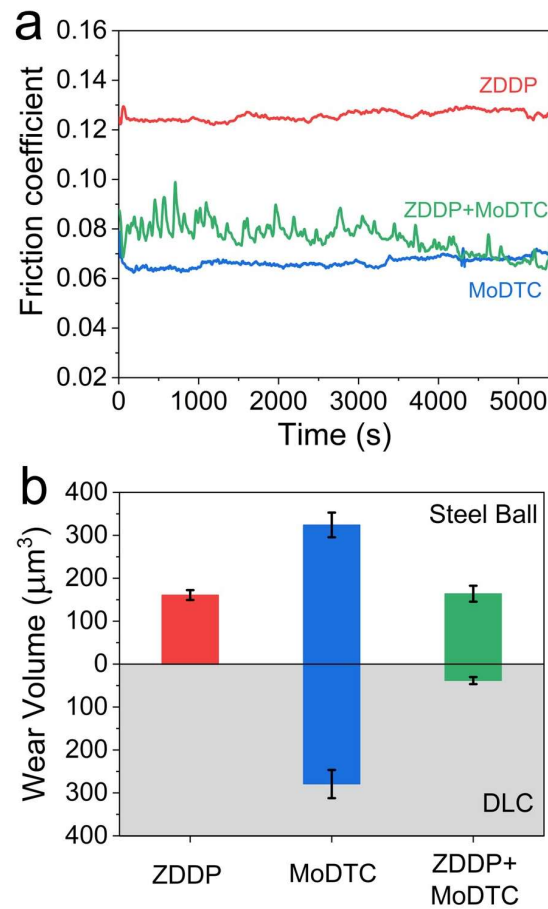 a
0.16
0.14
0.12
0.10
0.08
0.06
0.04
0.02
Friction coefficient
ZDDP
ZDDP+MoDTC
MoDTC
0 1000 2000 3000 4000 5000
Time (s)
b
400
300
200
100
0
100
200
300
400
Wear Volume (μm³)
Steel Ball
DLC
ZDDP
MoDTC
ZDDP+
MoDTC